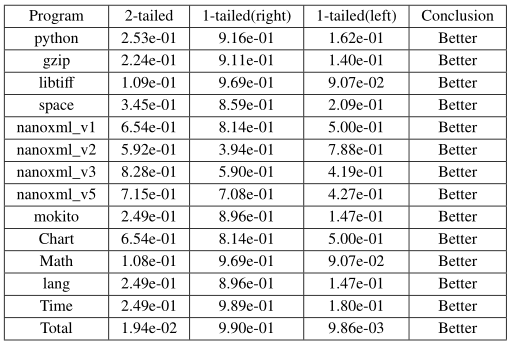 Program 2-tailed 1-tailed(right) 1-tailed(left) Conclusion
python 2.53e-01 9.16e-01 1.62e-01 Better
gzip 2.24e-01 9.11e-01 1.40e-01 Better
libtiff 1.09e-01 9.69e-01 9.07e-02 Better
space 3.45e-01 8.59e-01 2.09e-01 Better
nanoxml_v1 6.54e-01 8.14e-01 5.00e-01 Better
nanoxml_v2 5.92e-01 3.94e-01 7.88e-01 Better
nanoxml_v3 8.28e-01 5.90e-01 4.19e-01 Better
nanoxml_v5 7.15e-01 7.08e-01 4.27e-01 Better
mokito 2.49e-01 8.96e-01 1.47e-01 Better
Chart 6.54e-01 8.14e-01 5.00e-01 Better
Math 1.08e-01 9.69e-01 9.07e-02 Better
lang 2.49e-01 8.96e-01 1.47e-01 Better
Time 2.49e-01 9.89e-01 1.80e-01 Better
Total 1.94e-02 9.90e-01 9.86e-03 Better